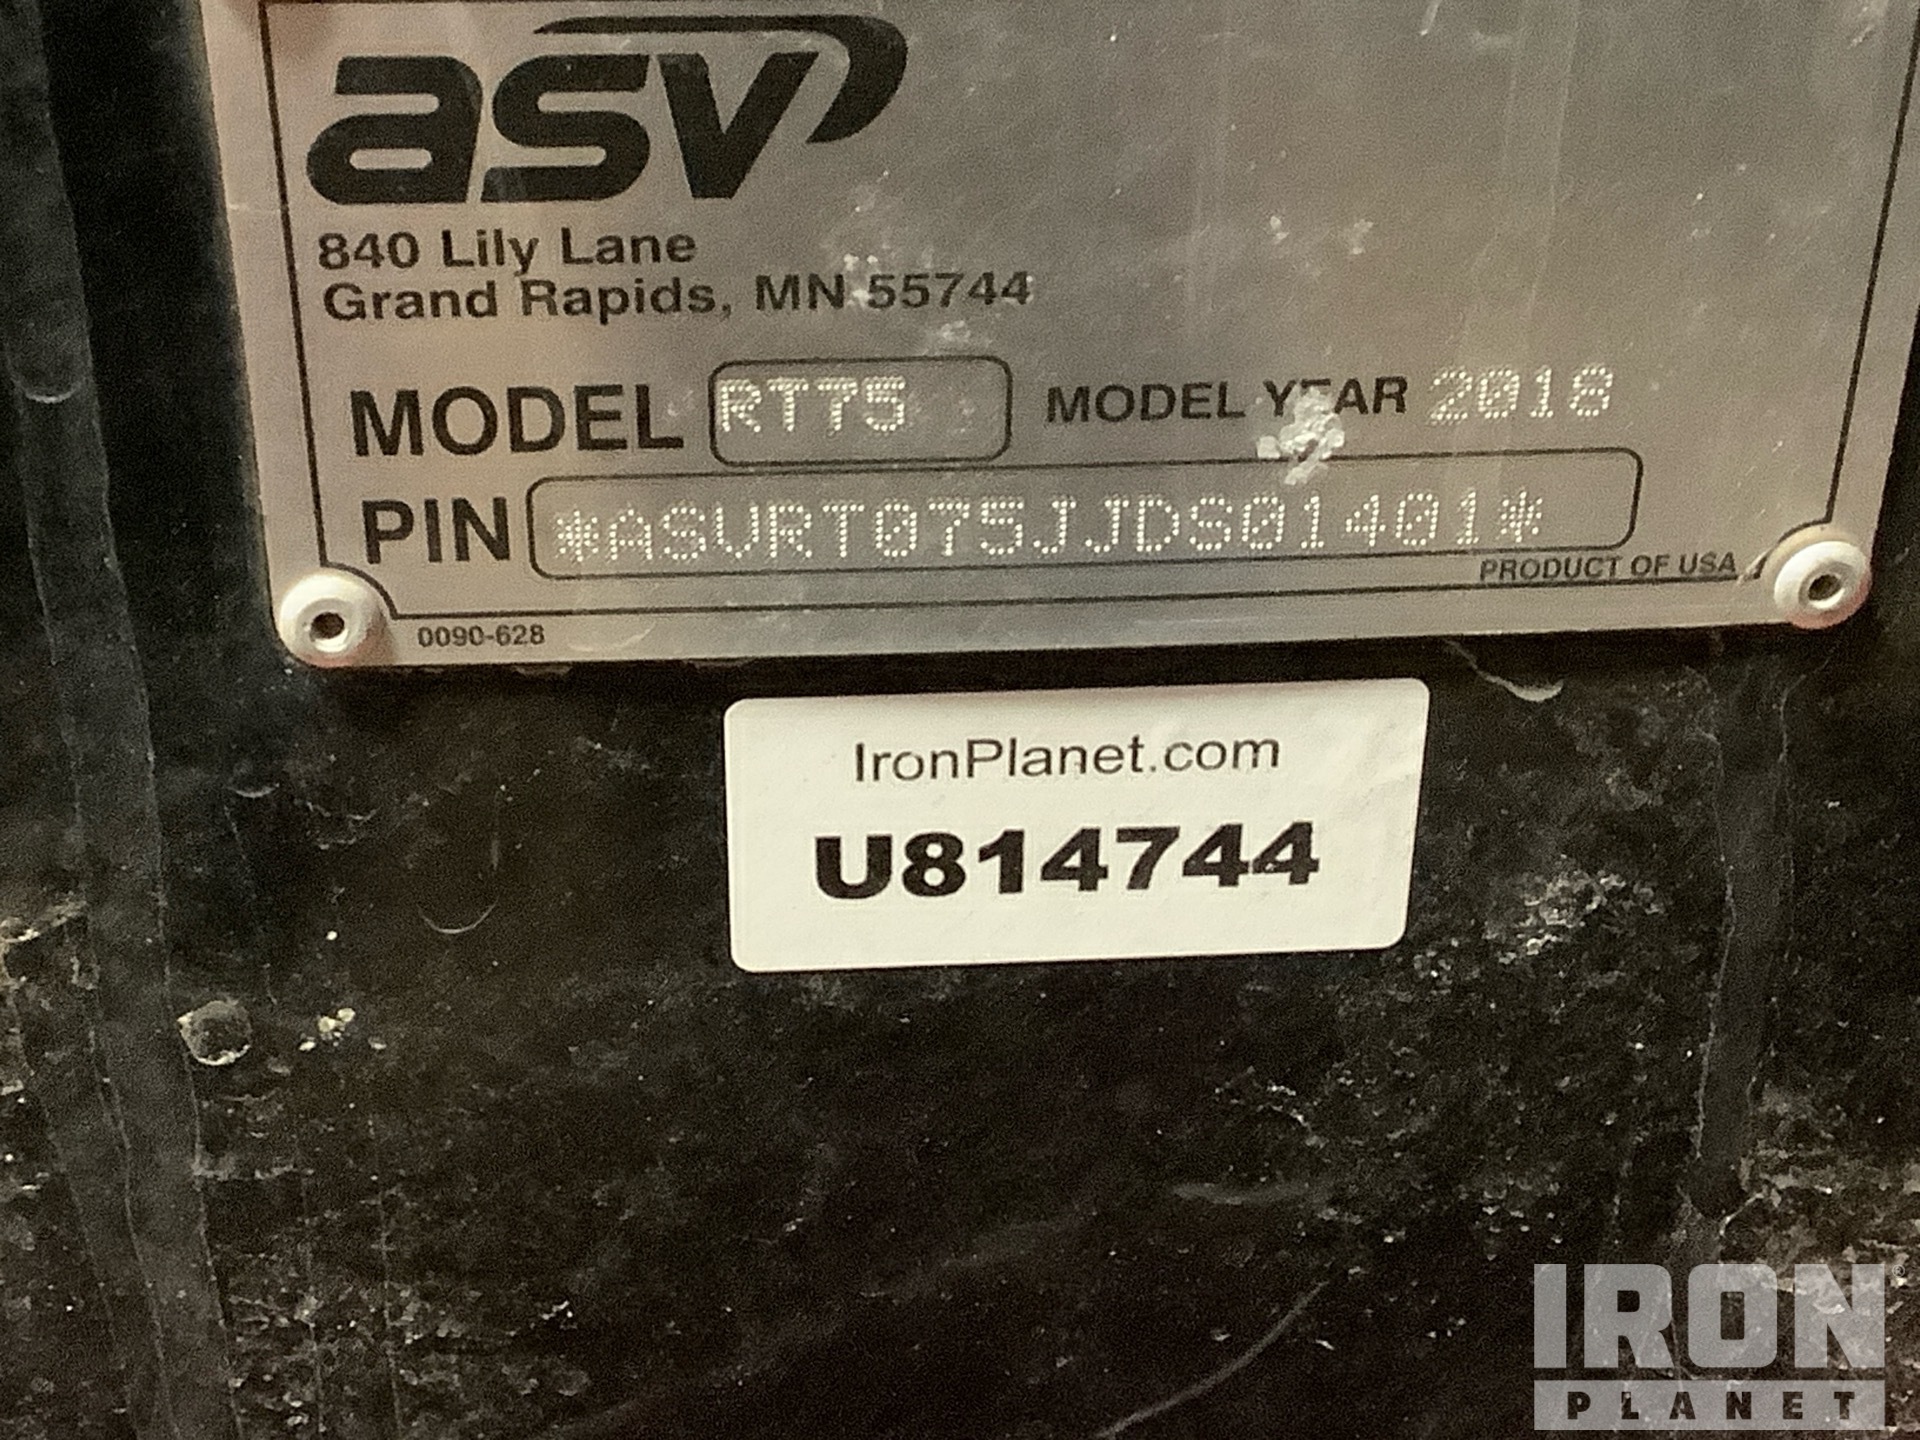 asv
840 Lily Lane
Grand Rapids, MN 55744
MODEL RT75 MODEL YEAR 2018
PIN *ASVRT075JJDS01401*
PRODUCT OF USA
0090-628
IronPlanet.com
U814744
IRON®
PLANET